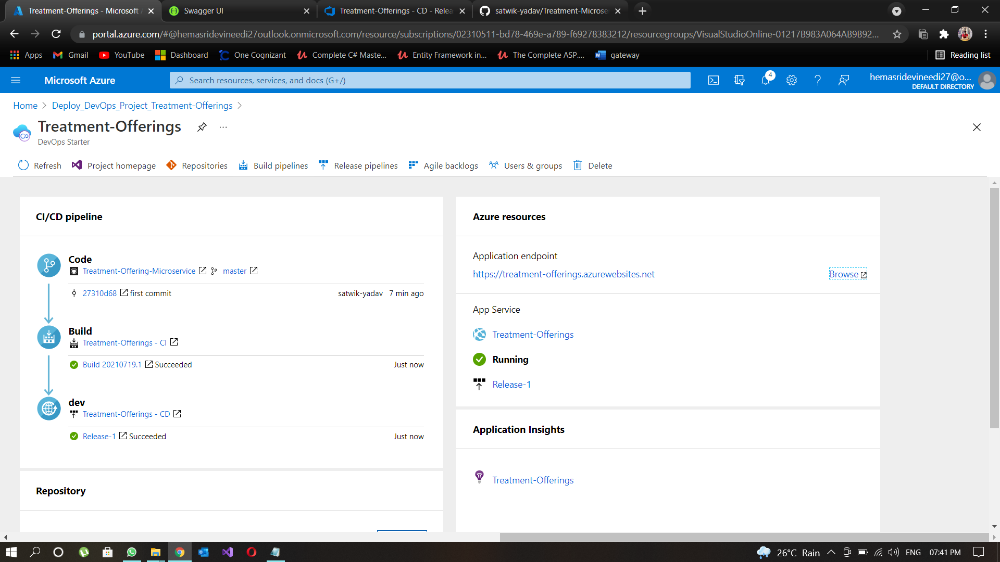 Treatment-Offerings - Microsoft A
Swagger UI
Treatment-Offerings - CD - Relea
satwik-yadav/Treatment-Microse
portal.azure.com/#@hemasridevineedi27outlook.onmicrosoft.com/resource/subscriptions/02310511-bd78-469e-a789-f69278383212/resourcegroups/VisualStudioOnline-01217B983A064AB9B92...
Apps
Gmail
YouTube
Dashboard
One Cognizant
Complete C# Maste...
Entity Framework in...
The Complete ASP....
gateway
Reading list
Microsoft Azure
Search resources, services, and docs (G+/)
4
hemasridevineedi27@o...
DEFAULT DIRECTORY
Home > Deploy_DevOps_Project_Treatment-Offerings >
Treatment-Offerings
DevOps Starter
Refresh
Project homepage
Repositories
Build pipelines
Release pipelines
Agile backlogs
Users & groups
Delete
CI/CD pipeline
Code
Treatment-Offering-Microservice master
27310d68 first commit satwik-yadav 7 min ago
Build
Treatment-Offerings - CI
Build 20210719.1 Succeeded Just now
dev
Treatment-Offerings - CD
Release-1 Succeeded Just now
Repository
Azure resources
Application endpoint
https://treatment-offerings.azurewebsites.net Browse
App Service
Treatment-Offerings
Running
Release-1
Application Insights
Treatment-Offerings
26°C Rain
ENG
07:41 PM